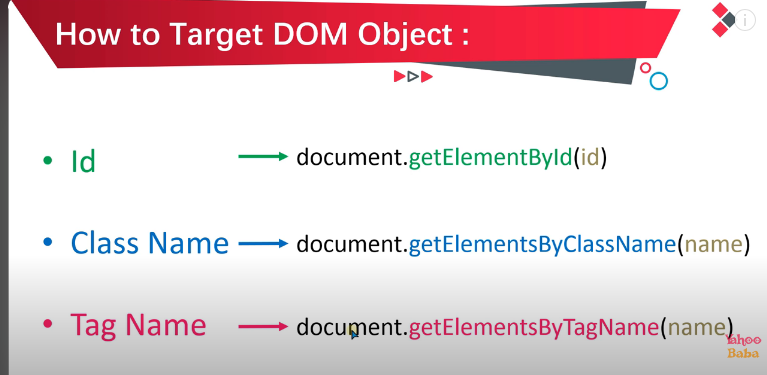 How to Target DOM Object :
• Id document.getElementById(id)
• Class Name document.getElementsByClassName(name)
• Tag Name document.getElementsByTagName(name)
Yahoo
Baba